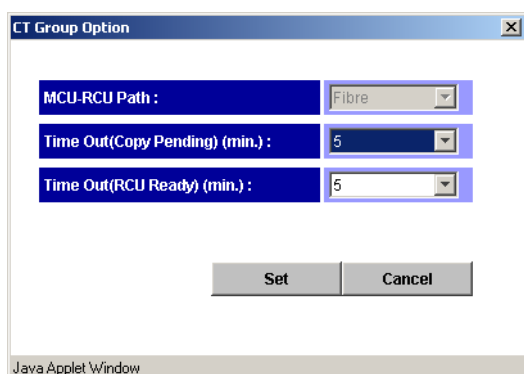 CT Group Option
MCU-RCU Path : Fibre
Time Out(Copy Pending) (min.) : 5
Time Out(RCU Ready) (min.) : 5
Set Cancel
Java Applet Window